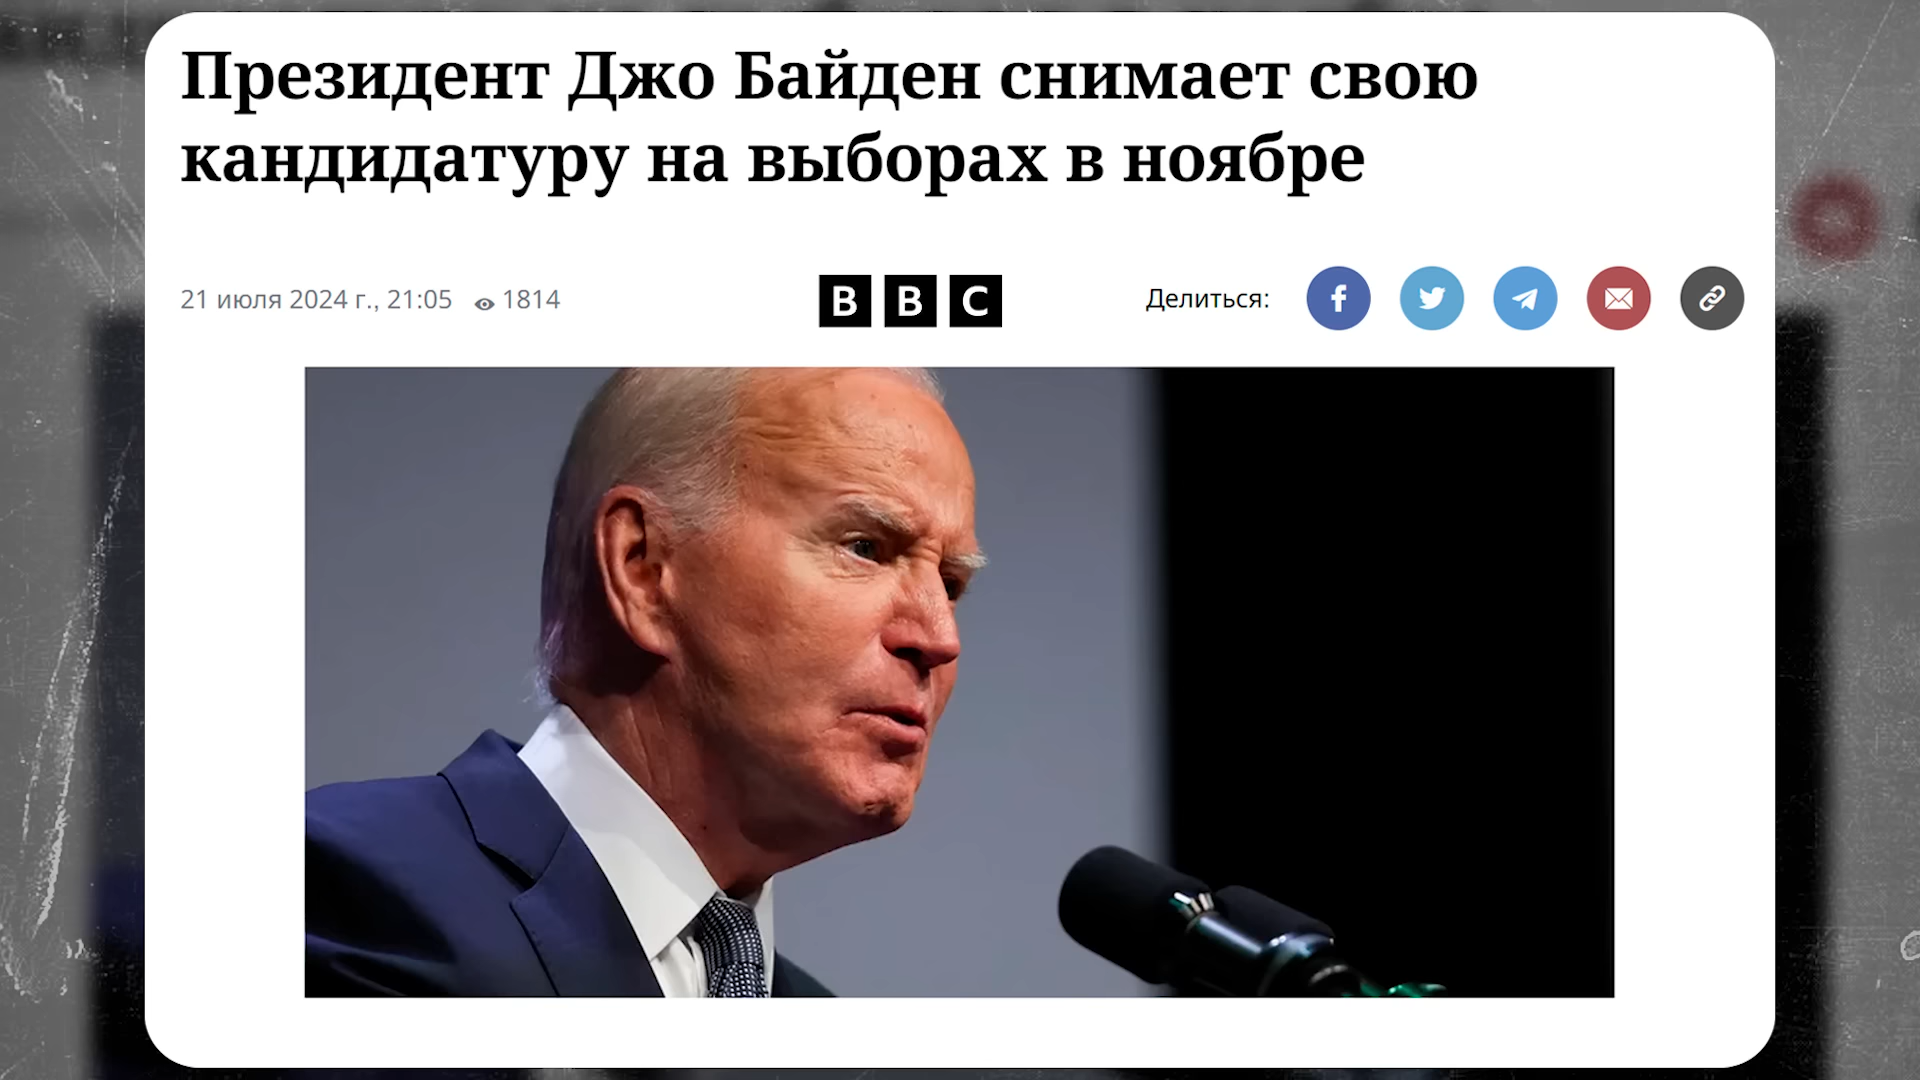 Президент Джо Байден снимает свою
кандидатуру на выборах в ноябре
21 июля 2024 г., 21:05 1814
BBC
Делиться: